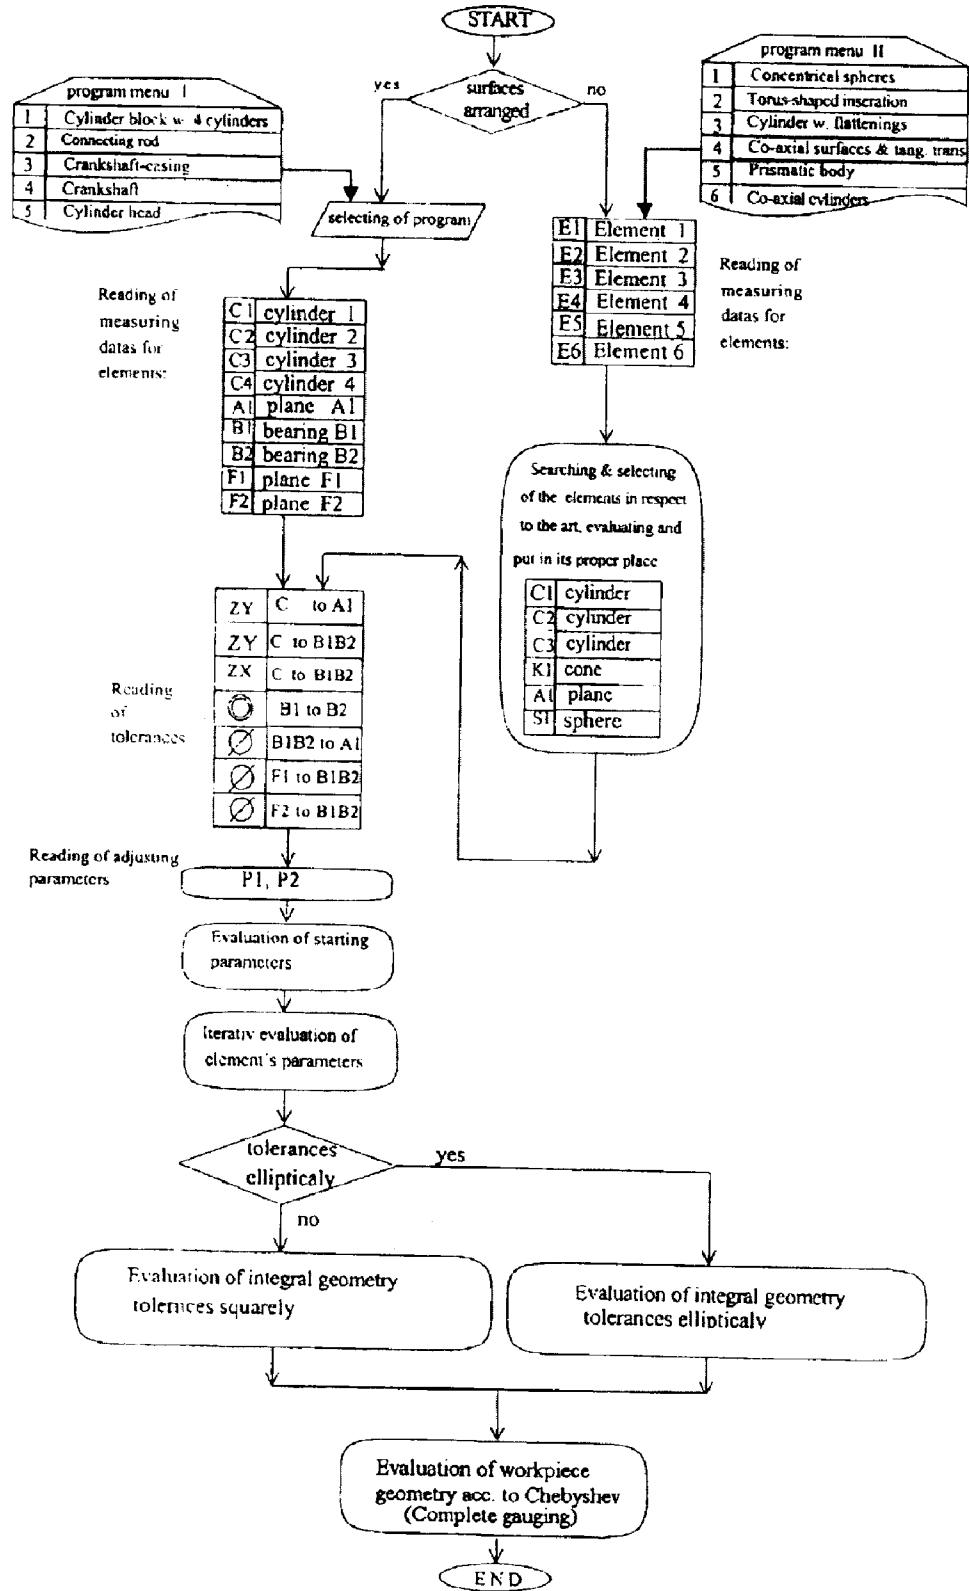 START
surfaces
arranged
yes
no
program menu I
1 Cylinder block w. 4 cylinders
2 Connecting rod
3 Crankshaft-casing
4 Crankshaft
5 Cylinder head
program menu II
1 Concentrical spheres
2 Torus-shaped inseration
3 Cylinder w. flattenings
4 Co-axial surfaces & tang. trans
5 Prismatic body
6 Co-axial cylinders
selecting of program
E1 Element 1
E2 Element 2
E3 Element 3
E4 Element 4
E5 Element 5
E6 Element 6
Reading of
measuring
datas for
elements:
Reading of
measuring
datas for
elements:
C1 cylinder 1
C2 cylinder 2
C3 cylinder 3
C4 cylinder 4
A1 plane A1
B1 bearing B1
B2 bearing B2
F1 plane F1
F2 plane F2
Searching & selecting
of the elements in respect
to the art, evaluating and
put in its proper place
C1 cylinder
C2 cylinder
C3 cylinder
K1 cone
A1 plane
S1 sphere
Reading
of
tolerances
ZY C to A1
ZY C to B1B2
ZX C to B1B2
◎ B1 to B2
⌀ B1B2 to A1
⌀ F1 to B1B2
⌀ F2 to B1B2
Reading of adjusting
parameters
P1, P2
Evaluation of starting
parameters
Iterativ evaluation of
element's parameters
tolerances
ellipticaly
yes
no
Evaluation of integral geometry
tolernces squarely
Evaluation of integral geometry
tolerances ellipticaly
Evaluation of workpiece
geometry acc. to Chebyshev
(Complete gauging)
END